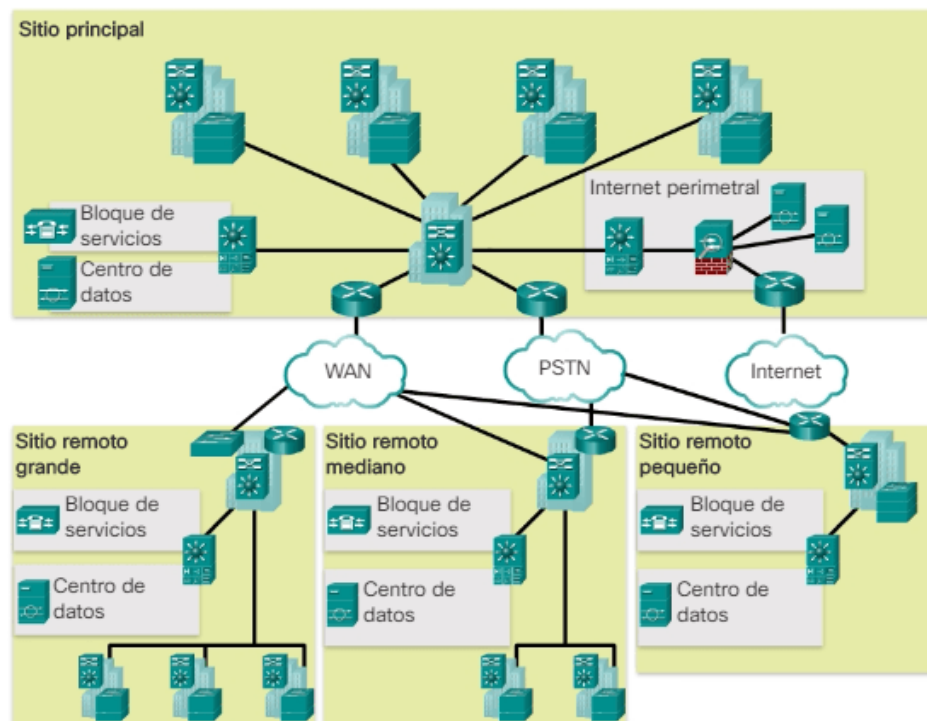 Sitio principal
Internet perimetral
Bloque de
servicios
Centro de
datos
WAN
PSTN
Internet
Sitio remoto
grande
Bloque de
servicios
Centro de
datos
Sitio remoto
mediano
Bloque de
servicios
Centro de
datos
Sitio remoto
pequeño
Bloque de
servicios
Centro de
datos